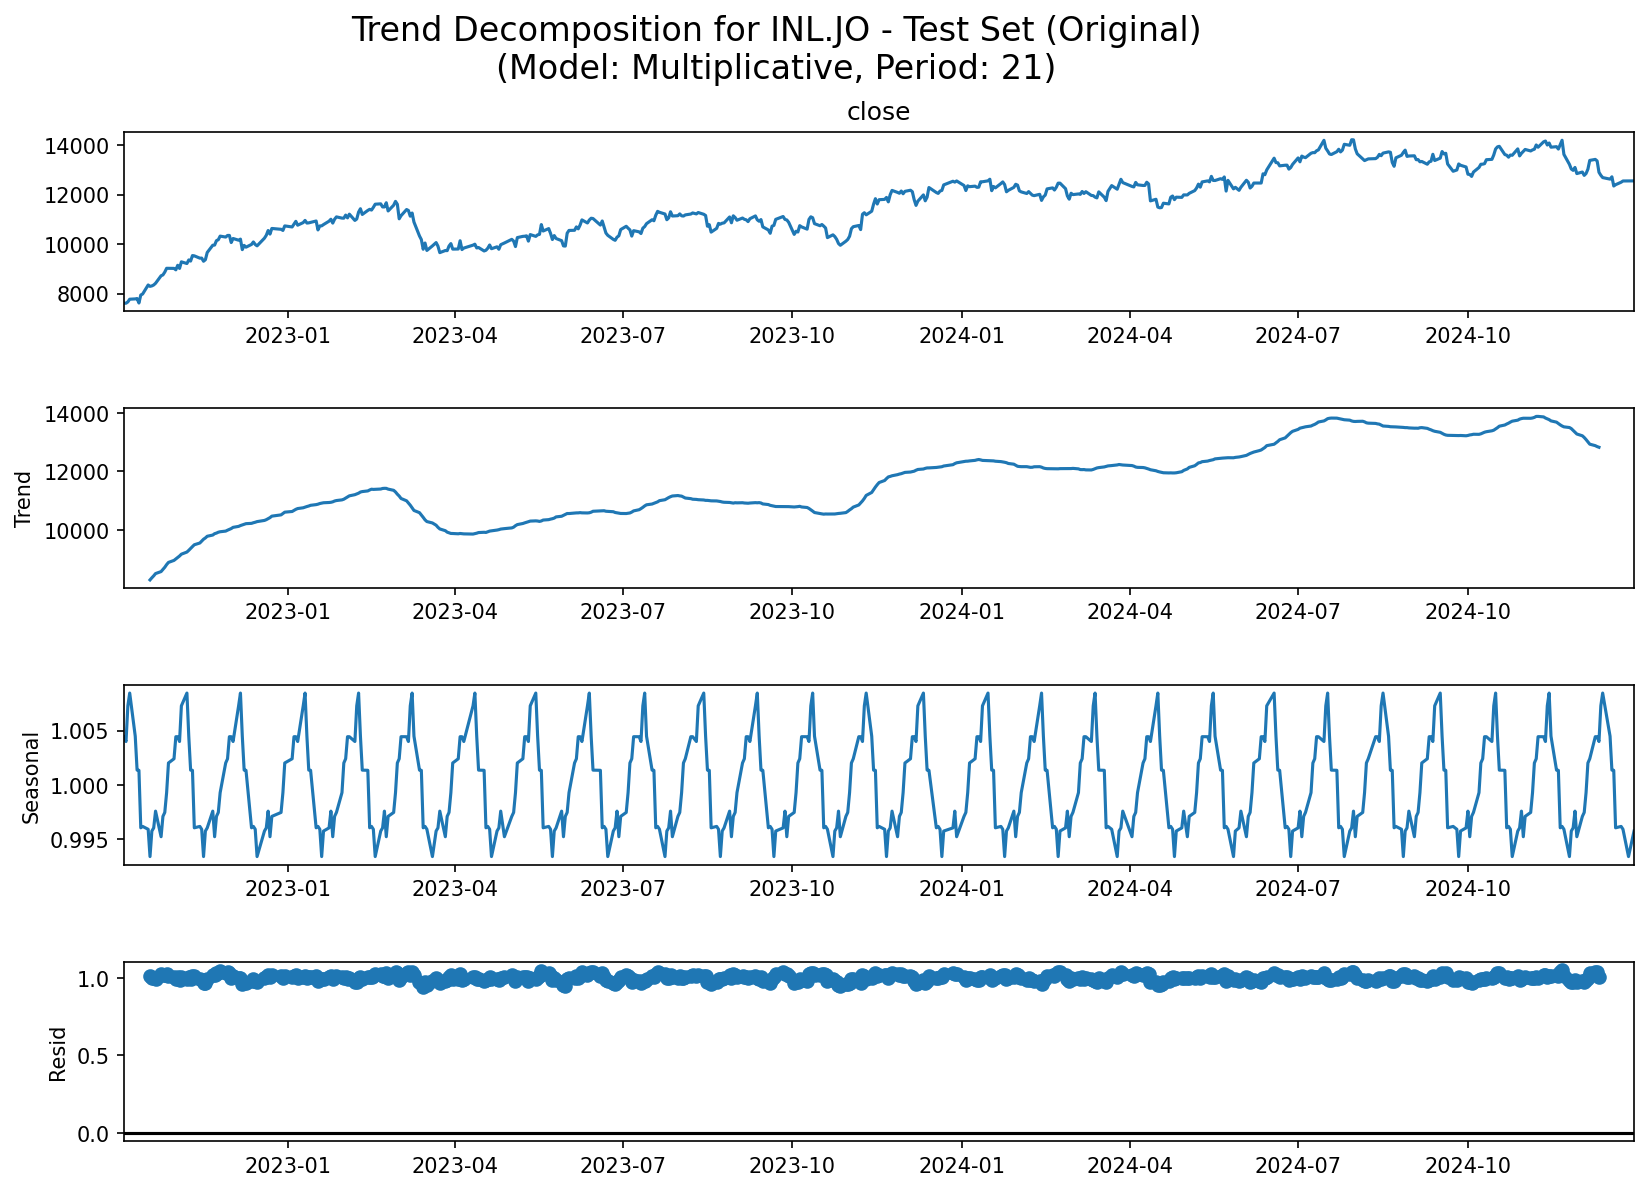 Trend Decomposition for INL.JO - Test Set (Original)
(Model: Multiplicative, Period: 21)
close
14000
12000
10000
8000
2023-01 2023-04 2023-07 2023-10 2024-01 2024-04 2024-07 2024-10
Trend
14000
12000
10000
2023-01 2023-04 2023-07 2023-10 2024-01 2024-04 2024-07 2024-10
Seasonal
1.005
1.000
0.995
2023-01 2023-04 2023-07 2023-10 2024-01 2024-04 2024-07 2024-10
Resid
1.0
0.5
0.0
2023-01 2023-04 2023-07 2023-10 2024-01 2024-04 2024-07 2024-10